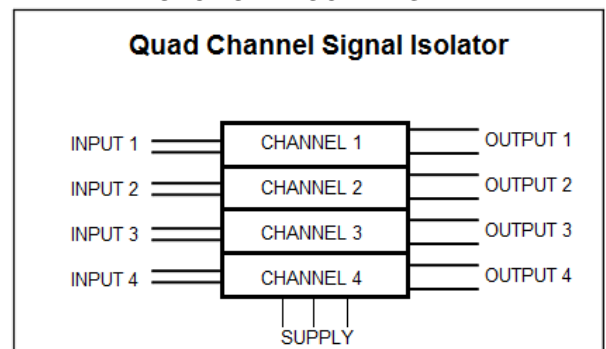 Quad Channel Signal Isolator
INPUT 1 CHANNEL 1 OUTPUT 1
INPUT 2 CHANNEL 2 OUTPUT 2
INPUT 3 CHANNEL 3 OUTPUT 3
INPUT 4 CHANNEL 4 OUTPUT 4
SUPPLY